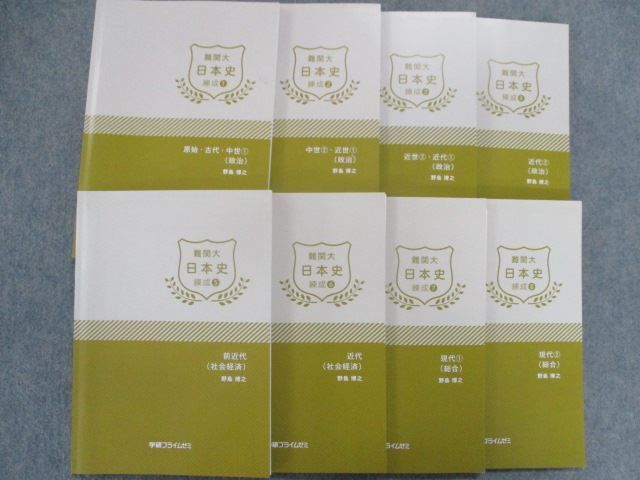 難関大
日本史
練成①
原始・古代・中世①
（政治）
野島 博之
難関大
日本史
練成②
中世②・近世①
（政治）
野島 博之
難関大
日本史
練成③
近世②・近代①
（政治）
野島 博之
難関大
日本史
練成④
近代②
（政治）
野島 博之
難関大
日本史
練成⑤
前近代
（社会経済）
野島 博之
学研プライムゼミ
難関大
日本史
練成⑥
近代
（社会経済）
野島 博之
学研プライムゼミ
難関大
日本史
練成⑦
現代①
（総合）
野島 博之
学研プライムゼミ
難関大
日本史
練成⑧
現代②
（総合）
野島 博之
学研プライムゼミ